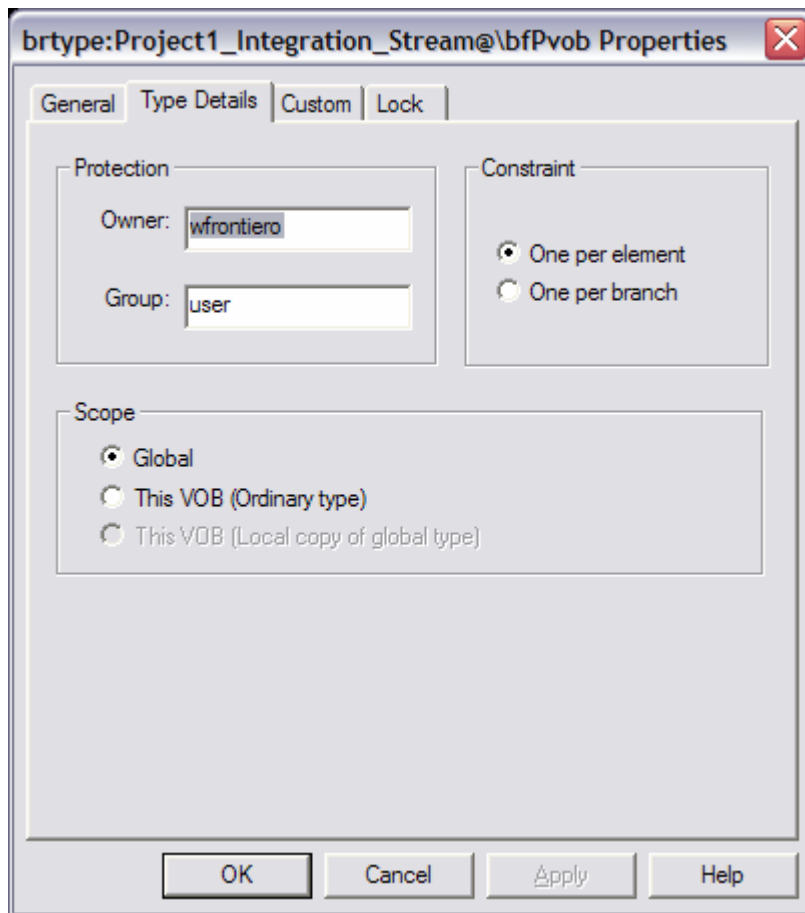 brtype:Project1_Integration_Stream@\bfPvob Properties
General Type Details Custom Lock
Protection
Owner: wfrontiero
Group: user
Constraint
One per element
One per branch
Scope
Global
This VOB (Ordinary type)
This VOB (Local copy of global type)
OK Cancel Apply Help